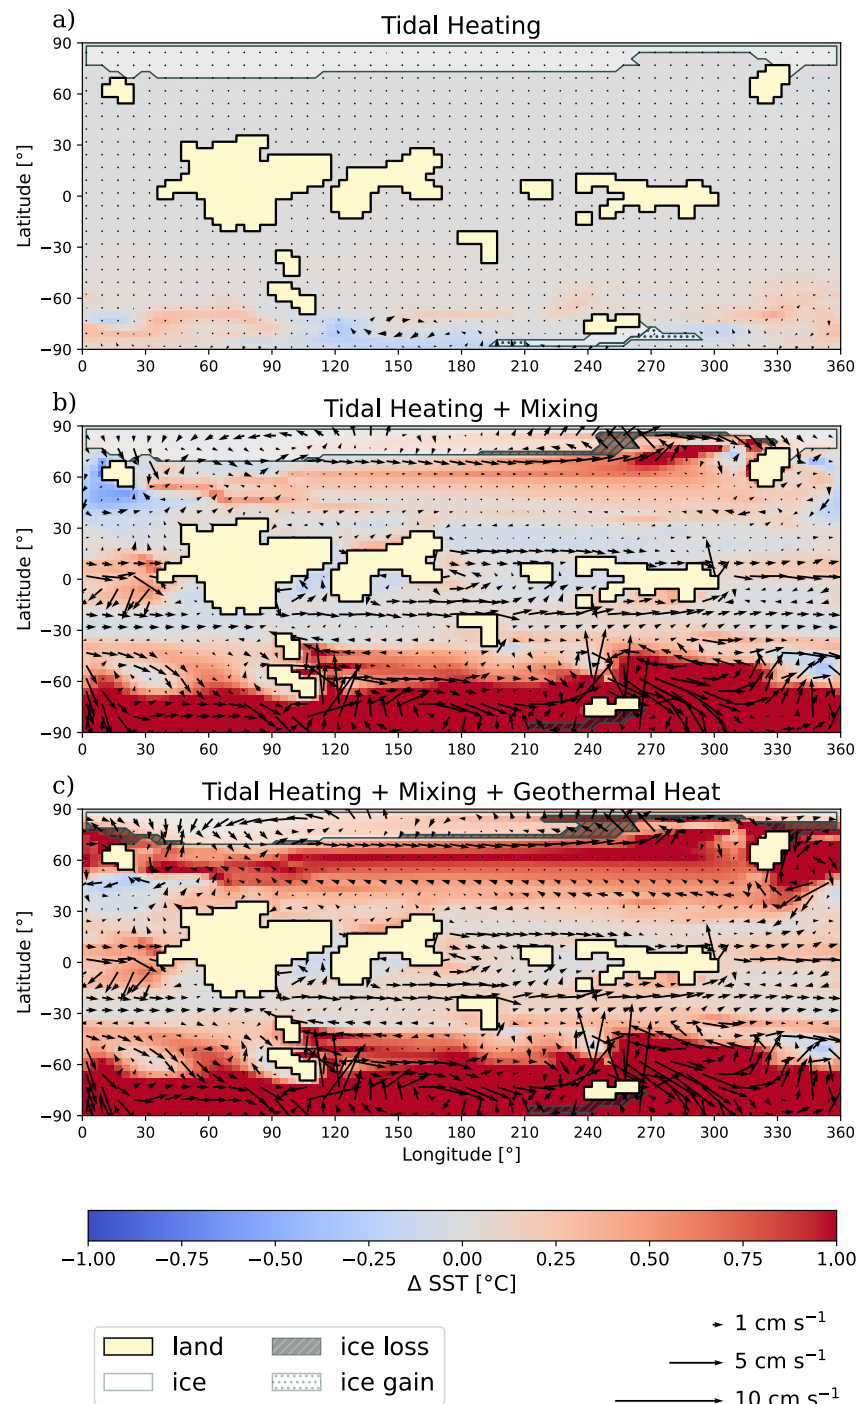 a)
Tidal Heating
90
60
30
0
−30
−60
−90
Latitude [°]
0 30 60 90 120 150 180 210 240 270 300 330 360
b)
Tidal Heating + Mixing
90
60
30
0
−30
−60
−90
Latitude [°]
0 30 60 90 120 150 180 210 240 270 300 330 360
c)
Tidal Heating + Mixing + Geothermal Heat
90
60
30
0
−30
−60
−90
Latitude [°]
0 30 60 90 120 150 180 210 240 270 300 330 360
Longitude [°]
−1.00 −0.75 −0.50 −0.25 0.00 0.25 0.50 0.75 1.00
Δ SST [°C]
land
ice
ice loss
ice gain
1 cm s⁻¹
5 cm s⁻¹
10 cm s⁻¹